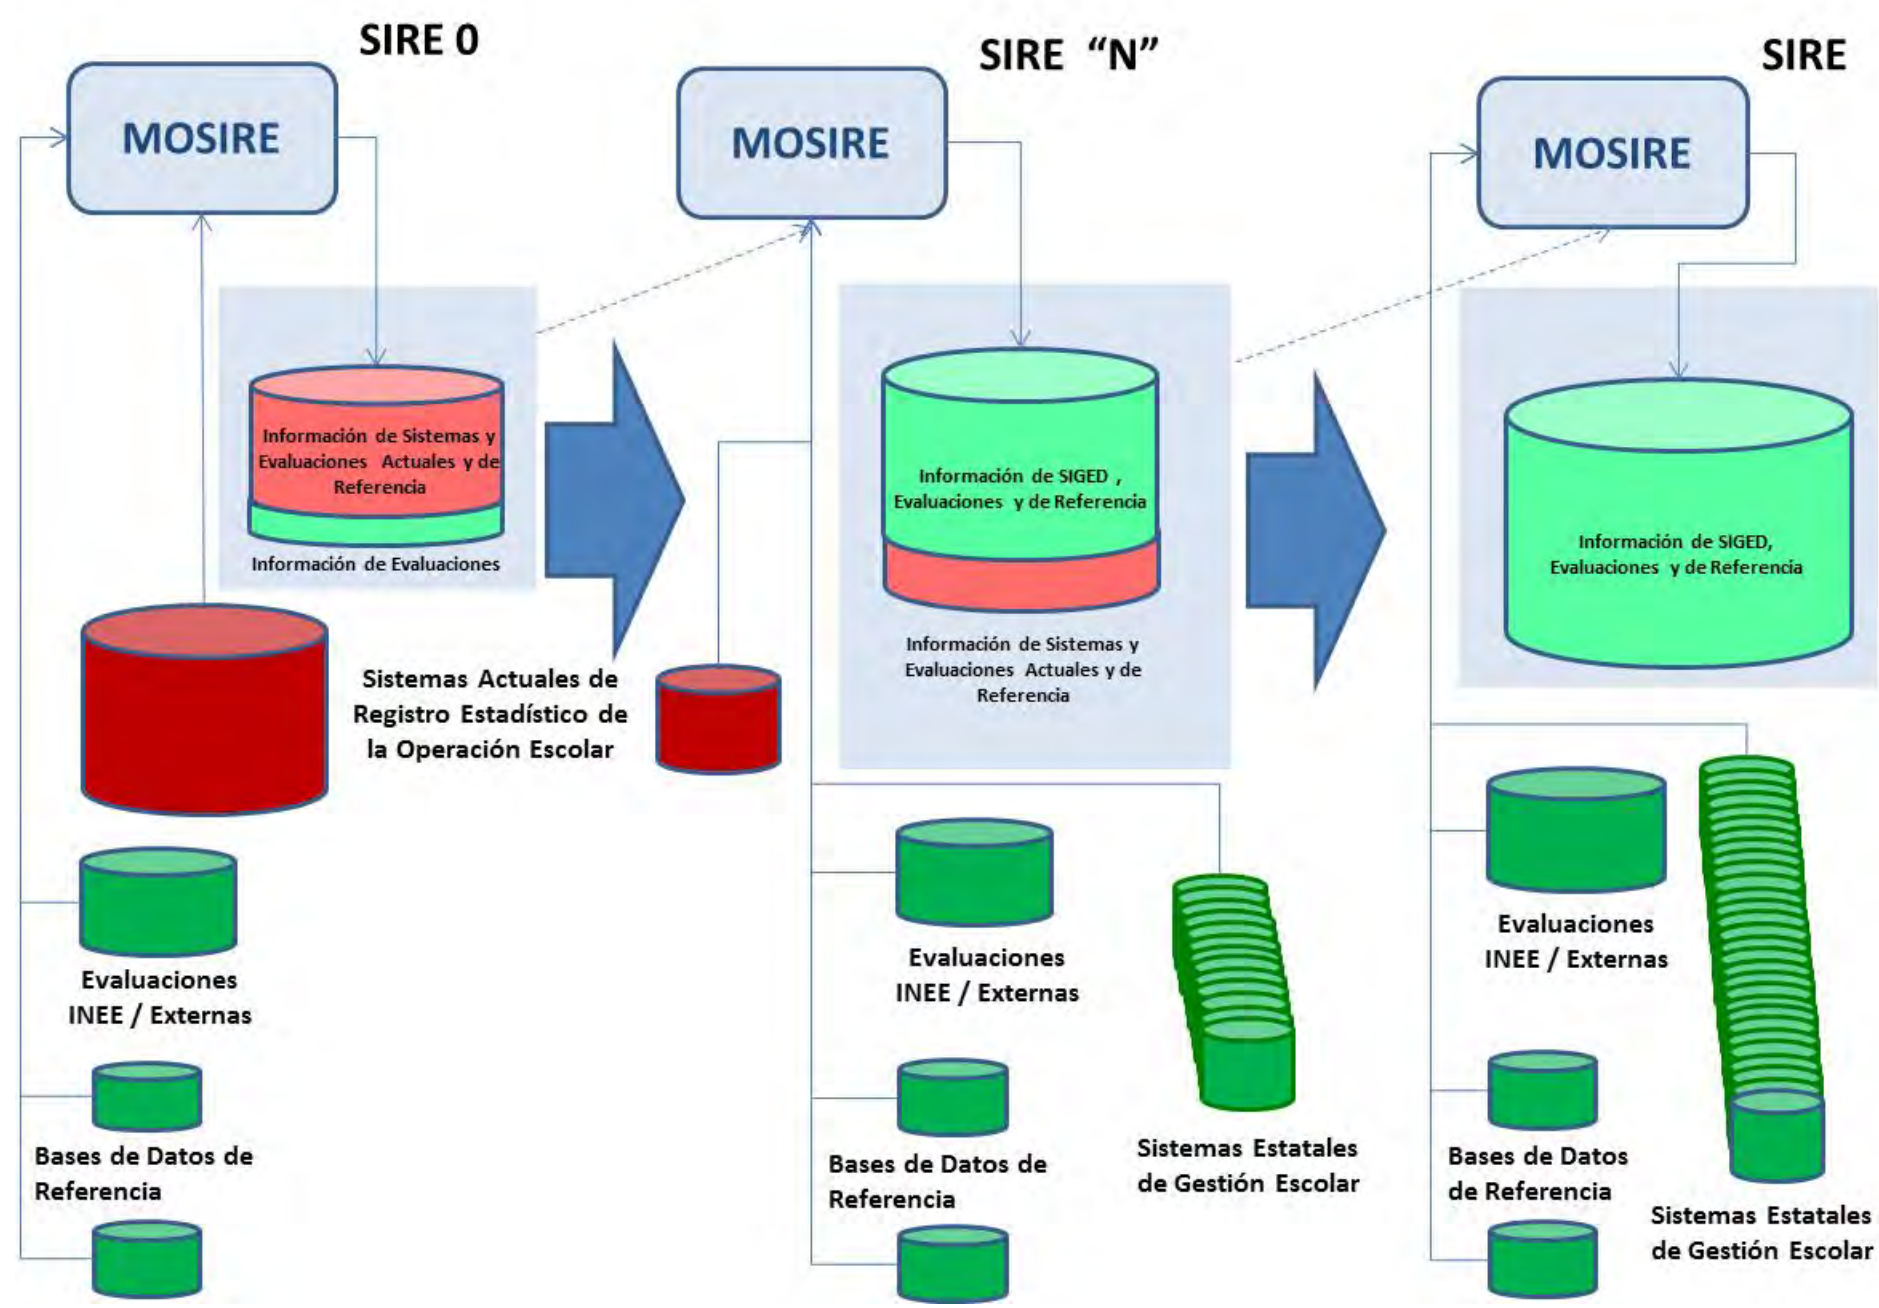 SIRE 0
MOSIRE
Información de Sistemas y
Evaluaciones Actuales y de
Referencia
Información de Evaluaciones
Sistemas Actuales de
Registro Estadístico de
la Operación Escolar
Evaluaciones
INEE / Externas
Bases de Datos de
Referencia
SIRE “N”
MOSIRE
Información de SIGED ,
Evaluaciones y de Referencia
Información de Sistemas y
Evaluaciones Actuales y de
Referencia
Evaluaciones
INEE / Externas
Bases de Datos de
Referencia
Sistemas Estatales
de Gestión Escolar
SIRE
MOSIRE
Información de SIGED,
Evaluaciones y de Referencia
Evaluaciones
INEE / Externas
Bases de Datos
de Referencia
Sistemas Estatales
de Gestión Escolar